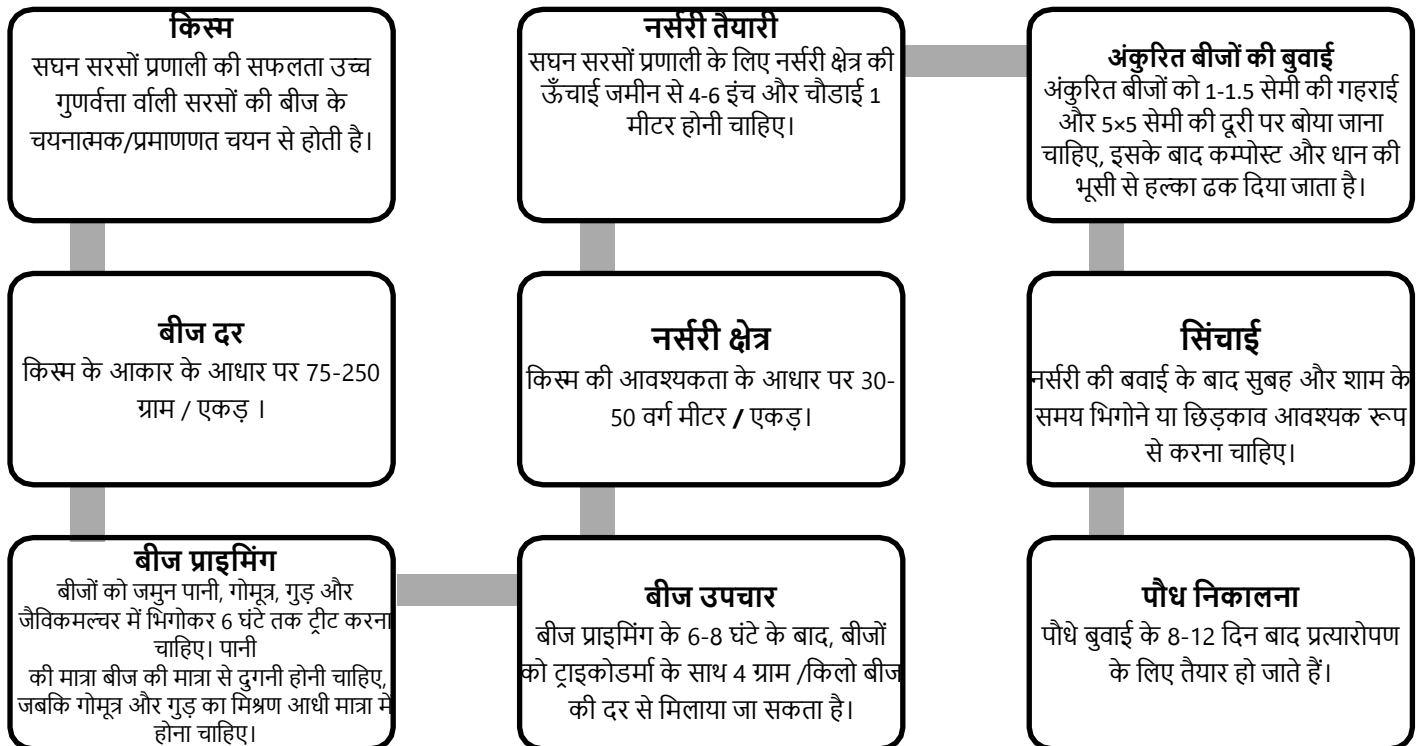 किस्म
सघन सरसों प्रणाली की सफलता उच्च
गुणर्वत्ता र्वाली सरसों की बीज के
चयनात्मक/प्रमाणणत चयन से होती है।
बीज दर
किस्म के आकार के आधार पर 75-250
ग्राम / एकड़ ।
बीज प्राइमिंग
बीजों को जमुन पानी, गोमूत्र, गुड़ और
जैविकमल्चर में भिगोकर 6 घंटे तक ट्रीट करना
चाहिए। पानी
की मात्रा बीज की मात्रा से दुगनी होनी चाहिए,
जबकि गोमूत्र और गुड़ का मिश्रण आधी मात्रा में
होना चाहिए।
बीज उपचार
बीज प्राइमिंग के 6-8 घंटे के बाद, बीजों
को ट्राइकोडर्मा के साथ 4 ग्राम /किलो बीज
की दर से मिलाया जा सकता है।
नर्सरी क्षेत्र
किस्म की आवश्यकता के आधार पर 30-
50 वर्ग मीटर / एकड़।
नर्सरी तैयारी
सघन सरसों प्रणाली के लिए नर्सरी क्षेत्र की
ऊँचाई जमीन से 4-6 इंच और चौडाई 1
मीटर होनी चाहिए।
अंकुरित बीजों की बुवाई
अंकुरित बीजों को 1-1.5 सेमी की गहराई
और 5×5 सेमी की दूरी पर बोया जाना
चाहिए, इसके बाद कम्पोस्ट और धान की
भूसी से हल्का ढक दिया जाता है।
सिंचाई
नर्सरी की बवाई के बाद सुबह और शाम के
समय भिगोने या छिड़काव आवश्यक रूप
से करना चाहिए।
पौध निकालना
पौधे बुवाई के 8-12 दिन बाद प्रत्यारोपण
के लिए तैयार हो जाते हैं।